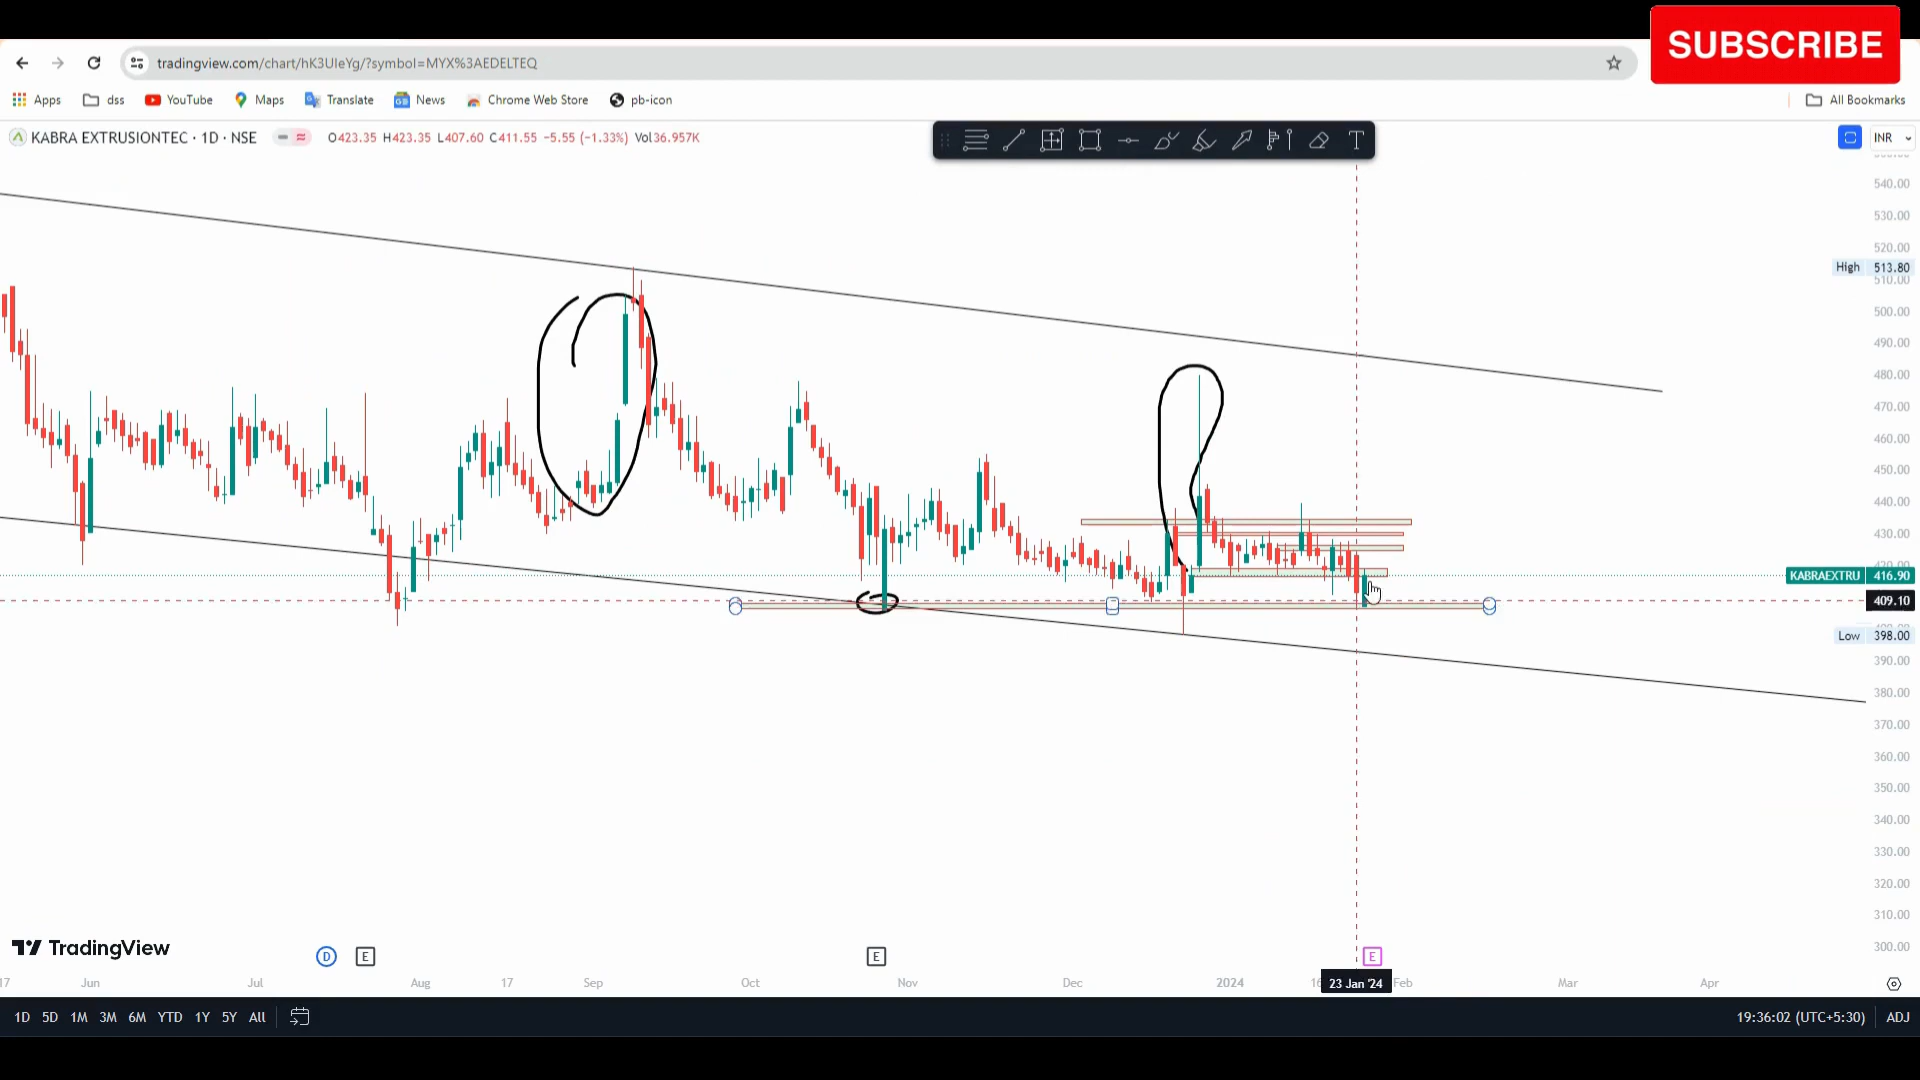 SUBSCRIBE
tradingview.com/chart/hK3UIeYg/?symbol=MYX%3AEDELTEQ
Apps dss YouTube Maps Translate News Chrome Web Store pb-icon All Bookmarks
KABRA EXTRUSIONTEC · 1D · NSE O423.35 H423.35 L407.60 C411.55 −5.55 (−1.33%) Vol36.957K INR
540.00
530.00
520.00
High 513.80
510.00
500.00
490.00
480.00
470.00
460.00
450.00
440.00
430.00
KABRAEXTRU 416.90
409.10
Low 398.00
390.00
380.00
370.00
360.00
350.00
340.00
330.00
320.00
310.00
300.00
TradingView
D E E E
17 Jun Jul Aug 17 Sep Oct Nov Dec 2024 23 Jan '24 Feb Mar Apr
1D 5D 1M 3M 6M YTD 1Y 5Y All 19:36:02 (UTC+5:30) ADJ